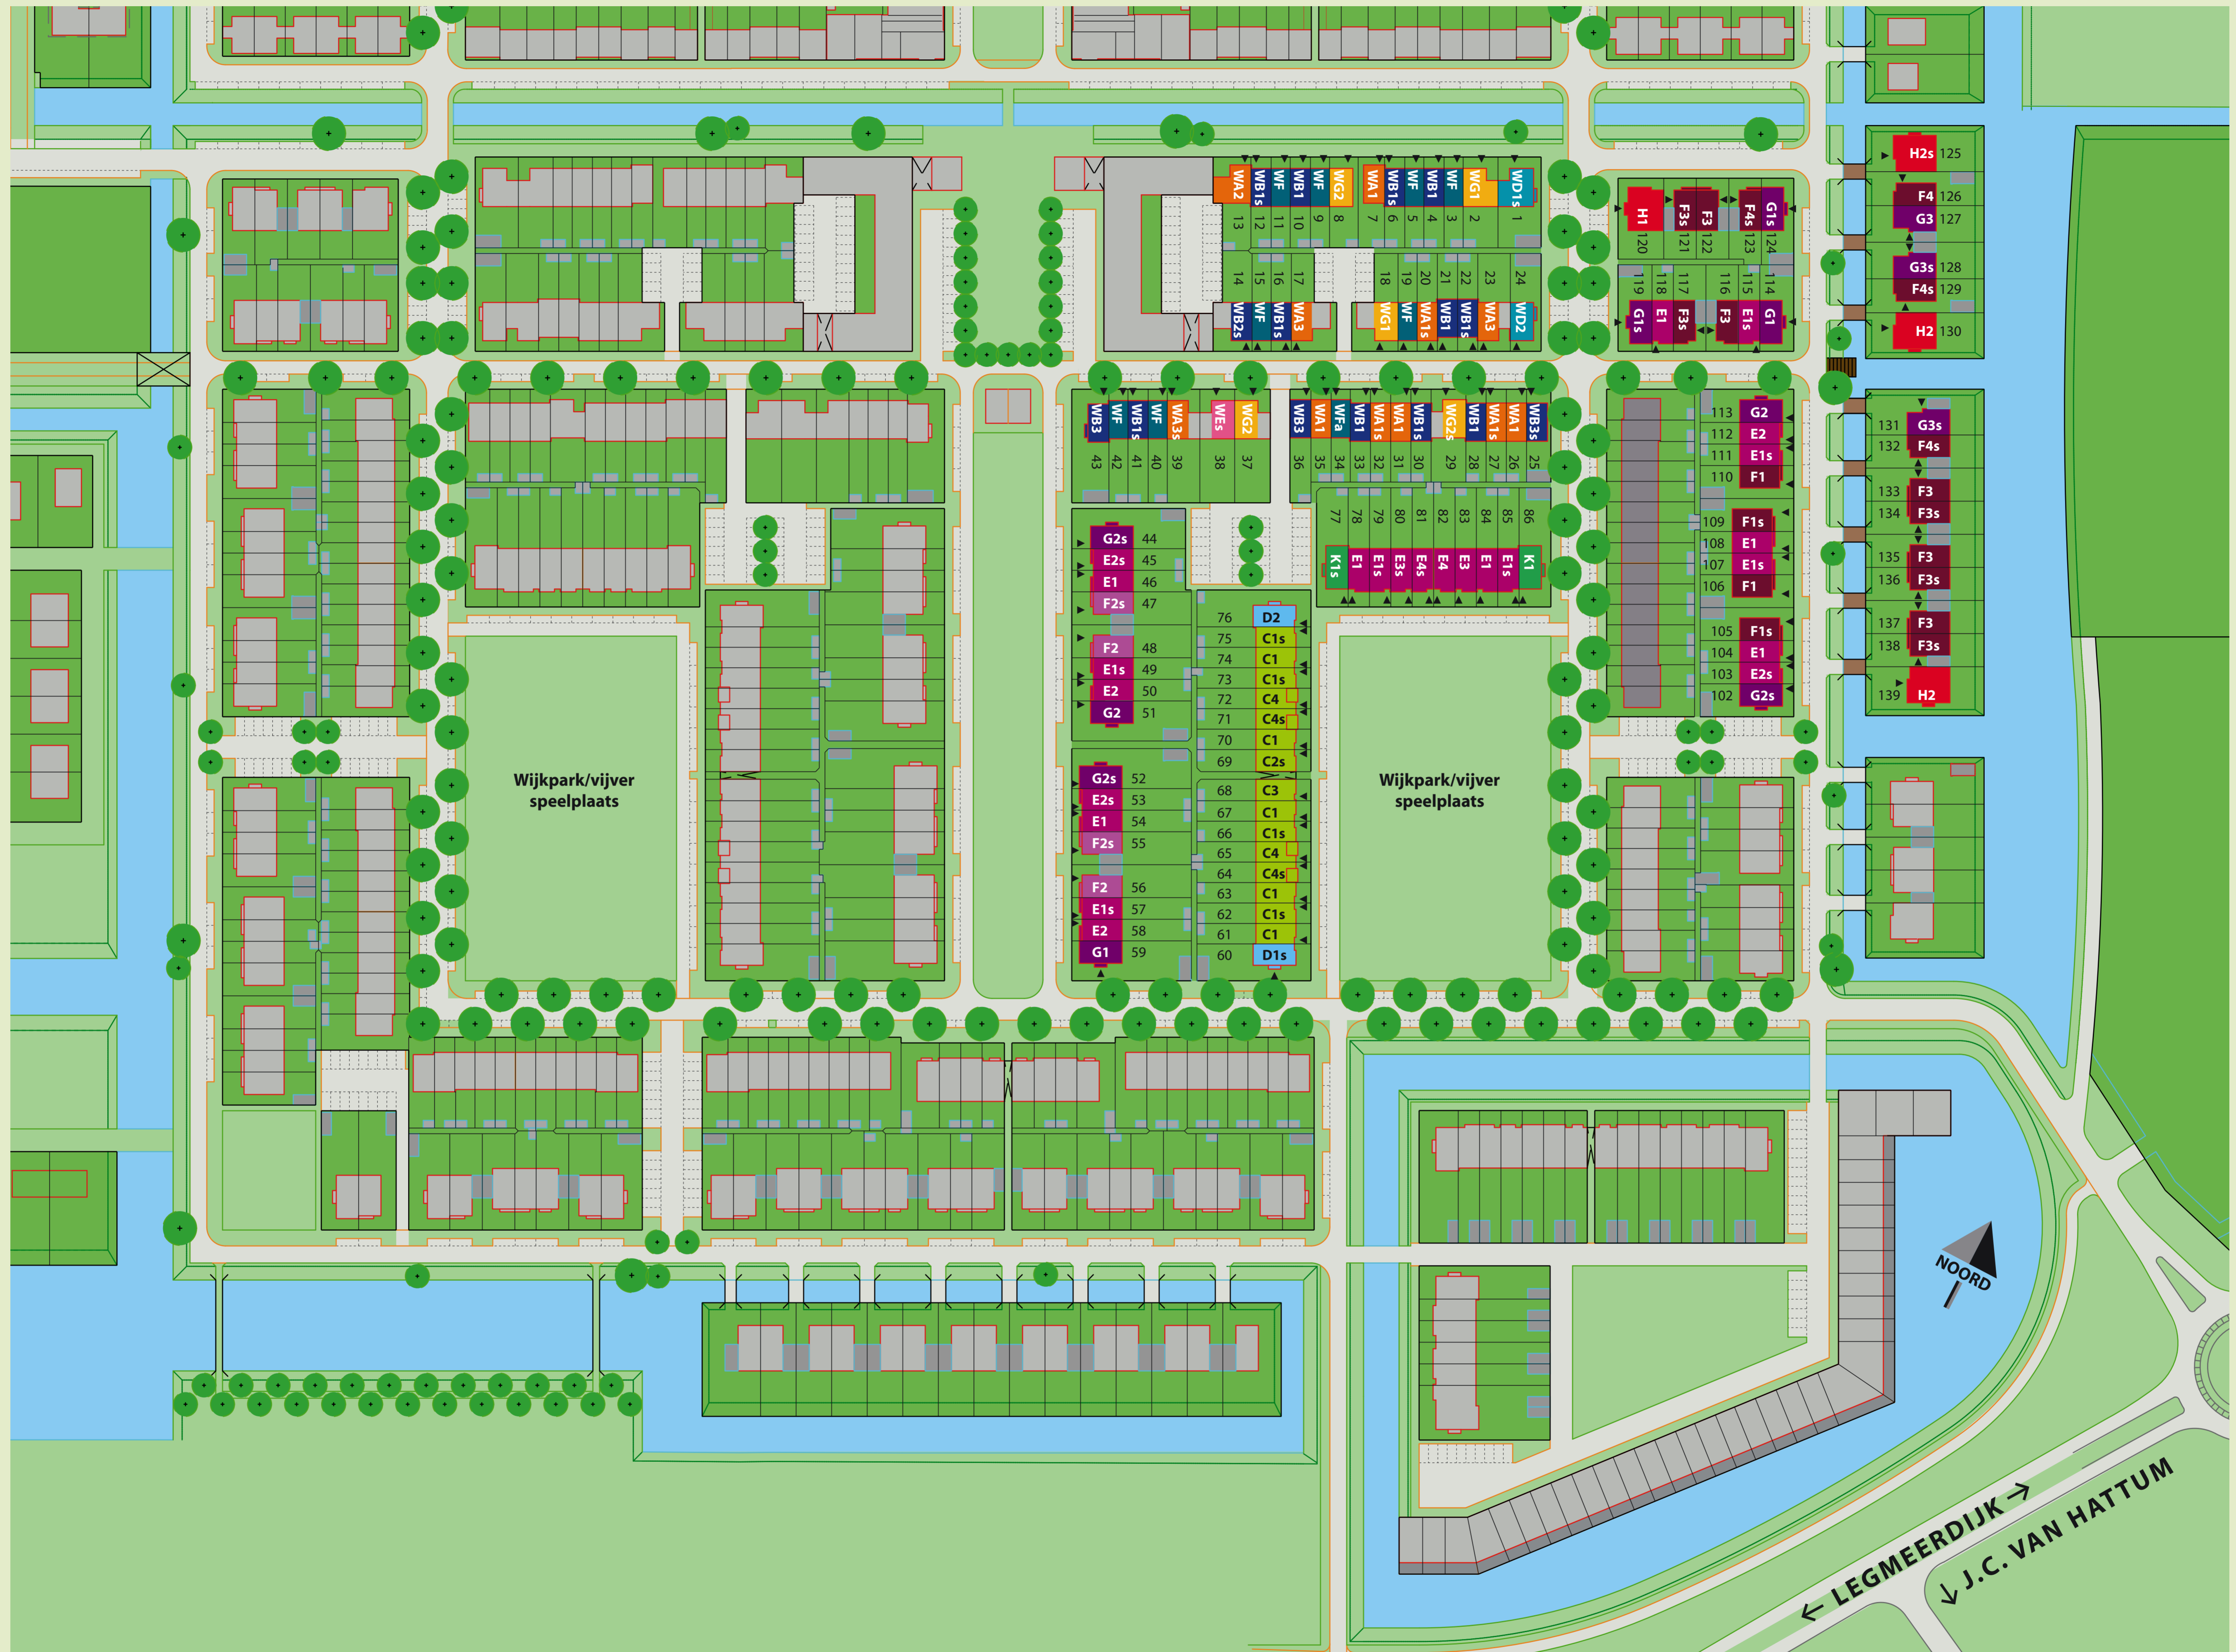 WA2 WB1s WF WB1 WF WG2 WA1 WB1s WF WB1 WF WG1 WD1s
13 12 11 10 9 8 7 6 5 4 3 2 1
14 15 16 17 18 19 20 21 22 23 24
WB2s WF WB1s WA3 WG1 WF WA1s WB1 WB1s WA3 WD2
H1 F3s F3 F4s G1s
120 121 122 123 124
119 118 117 116 115 114
G1s E1 F3s F3 E1s G1
H2s 125
F4 126
G3 127
G3s 128
F4s 129
H2 130
WB3 WF WB1s WF WA3s WEs WG2
43 42 41 40 39 38 37
WB3 WA1 WFa WB1 WA1s WA1 WB1s WG2s WB1 WA1s WA1 WB3s
36 35 34 33 32 31 30 29 28 27 26 25
77 78 79 80 81 82 83 84 85 86
K1s E1 E1s E3s E4s E4 E3 E1 E1s K1
113 G2
112 E2
111 E1s
110 F1
109 F1s
108 E1
107 E1s
106 F1
105 F1s
104 E1
103 E2s
102 G2s
131 G3s
132 F4s
133 F3
134 F3s
135 F3
136 F3s
137 F3
138 F3s
139 H2
G2s 44
E2s 45
E1 46
F2s 47
F2 48
E1s 49
E2 50
G2 51
G2s 52
E2s 53
E1 54
F2s 55
F2 56
E1s 57
E2 58
G1 59
76 D2
75 C1s
74 C1
73 C1s
72 C4
71 C4s
70 C1
69 C2s
68 C3
67 C1
66 C1s
65 C4
64 C4s
63 C1
62 C1s
61 C1
60 D1s
Wijkpark/vijver
speelplaats
Wijkpark/vijver
speelplaats
NOORD
← LEGMEERDIJK →
↓ J.C. VAN HATTUM